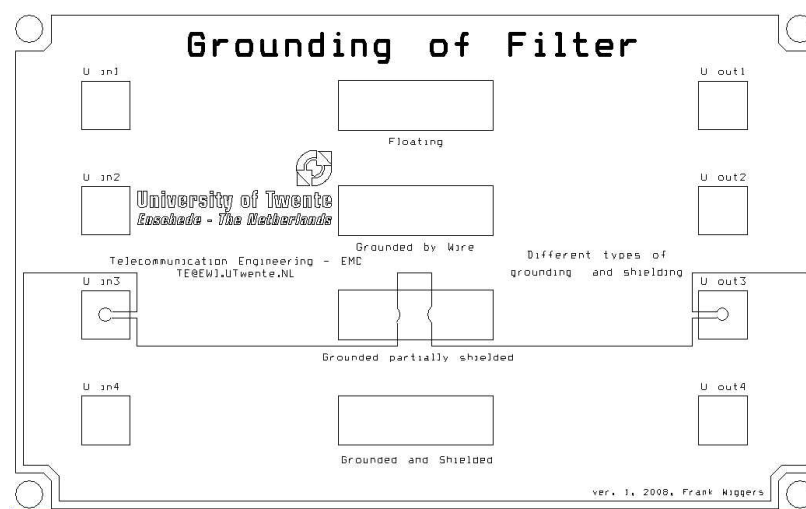 Grounding of Filter
U in1
U out1
Floating
U in2
U out2
University of Twente
Enschede - The Netherlands
Grounded by Wire
Telecommunication Engineering - EMC
TE@EWI.UTwente.NL
Different types of
grounding and shielding
U in3
U out3
Grounded partially shielded
U in4
U out4
Grounded and Shielded
ver. 1, 2008, Frank Wiggers